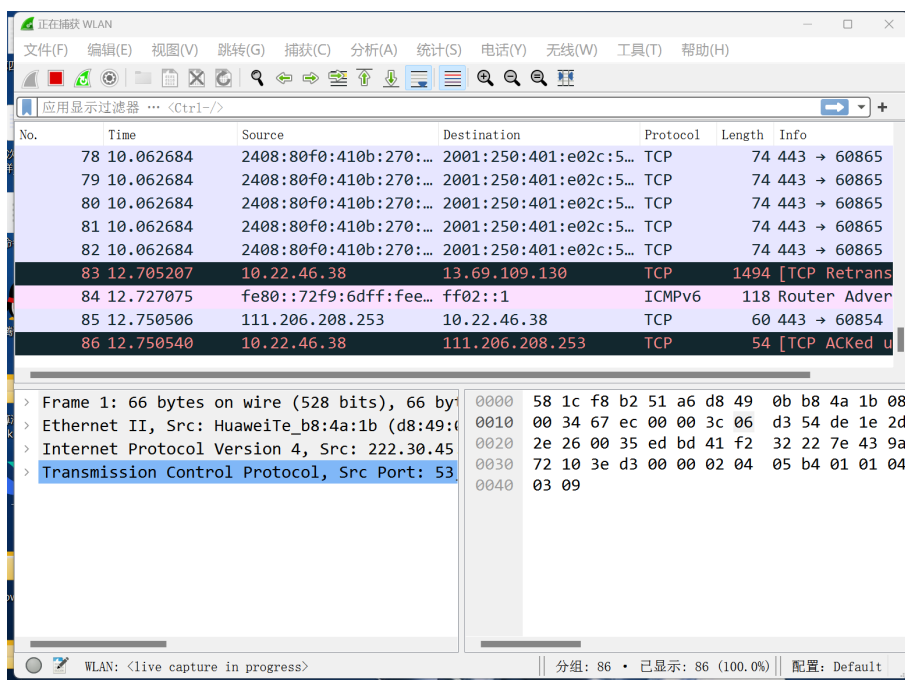 正在捕获 WLAN
文件(F) 编辑(E) 视图(V) 跳转(G) 捕获(C) 分析(A) 统计(S) 电话(Y) 无线(W) 工具(T) 帮助(H)
应用显示过滤器 … <Ctrl-/>
No. Time Source Destination Protocol Length Info
78 10.062684 2408:80f0:410b:270:… 2001:250:401:e02c:5… TCP 74 443 → 60865
79 10.062684 2408:80f0:410b:270:… 2001:250:401:e02c:5… TCP 74 443 → 60865
80 10.062684 2408:80f0:410b:270:… 2001:250:401:e02c:5… TCP 74 443 → 60865
81 10.062684 2408:80f0:410b:270:… 2001:250:401:e02c:5… TCP 74 443 → 60865
82 10.062684 2408:80f0:410b:270:… 2001:250:401:e02c:5… TCP 74 443 → 60865
83 12.705207 10.22.46.38 13.69.109.130 TCP 1494 [TCP Retrans
84 12.727075 fe80::72f9:6dff:fee… ff02::1 ICMPv6 118 Router Adver
85 12.750506 111.206.208.253 10.22.46.38 TCP 60 443 → 60854
86 12.750540 10.22.46.38 111.206.208.253 TCP 54 [TCP ACKed u
Frame 1: 66 bytes on wire (528 bits), 66 byt
Ethernet II, Src: HuaweiTe_b8:4a:1b (d8:49:
Internet Protocol Version 4, Src: 222.30.45
Transmission Control Protocol, Src Port: 53
0000 58 1c f8 b2 51 a6 d8 49 0b b8 4a 1b 08
0010 00 34 67 ec 00 00 3c 06 d3 54 de 1e 2d
0020 2e 26 00 35 ed bd 41 f2 32 22 7e 43 9a
0030 72 10 3e d3 00 00 02 04 05 b4 01 01 04
0040 03 09
WLAN: <live capture in progress>
分组: 86 • 已显示: 86 (100.0%)
配置: Default